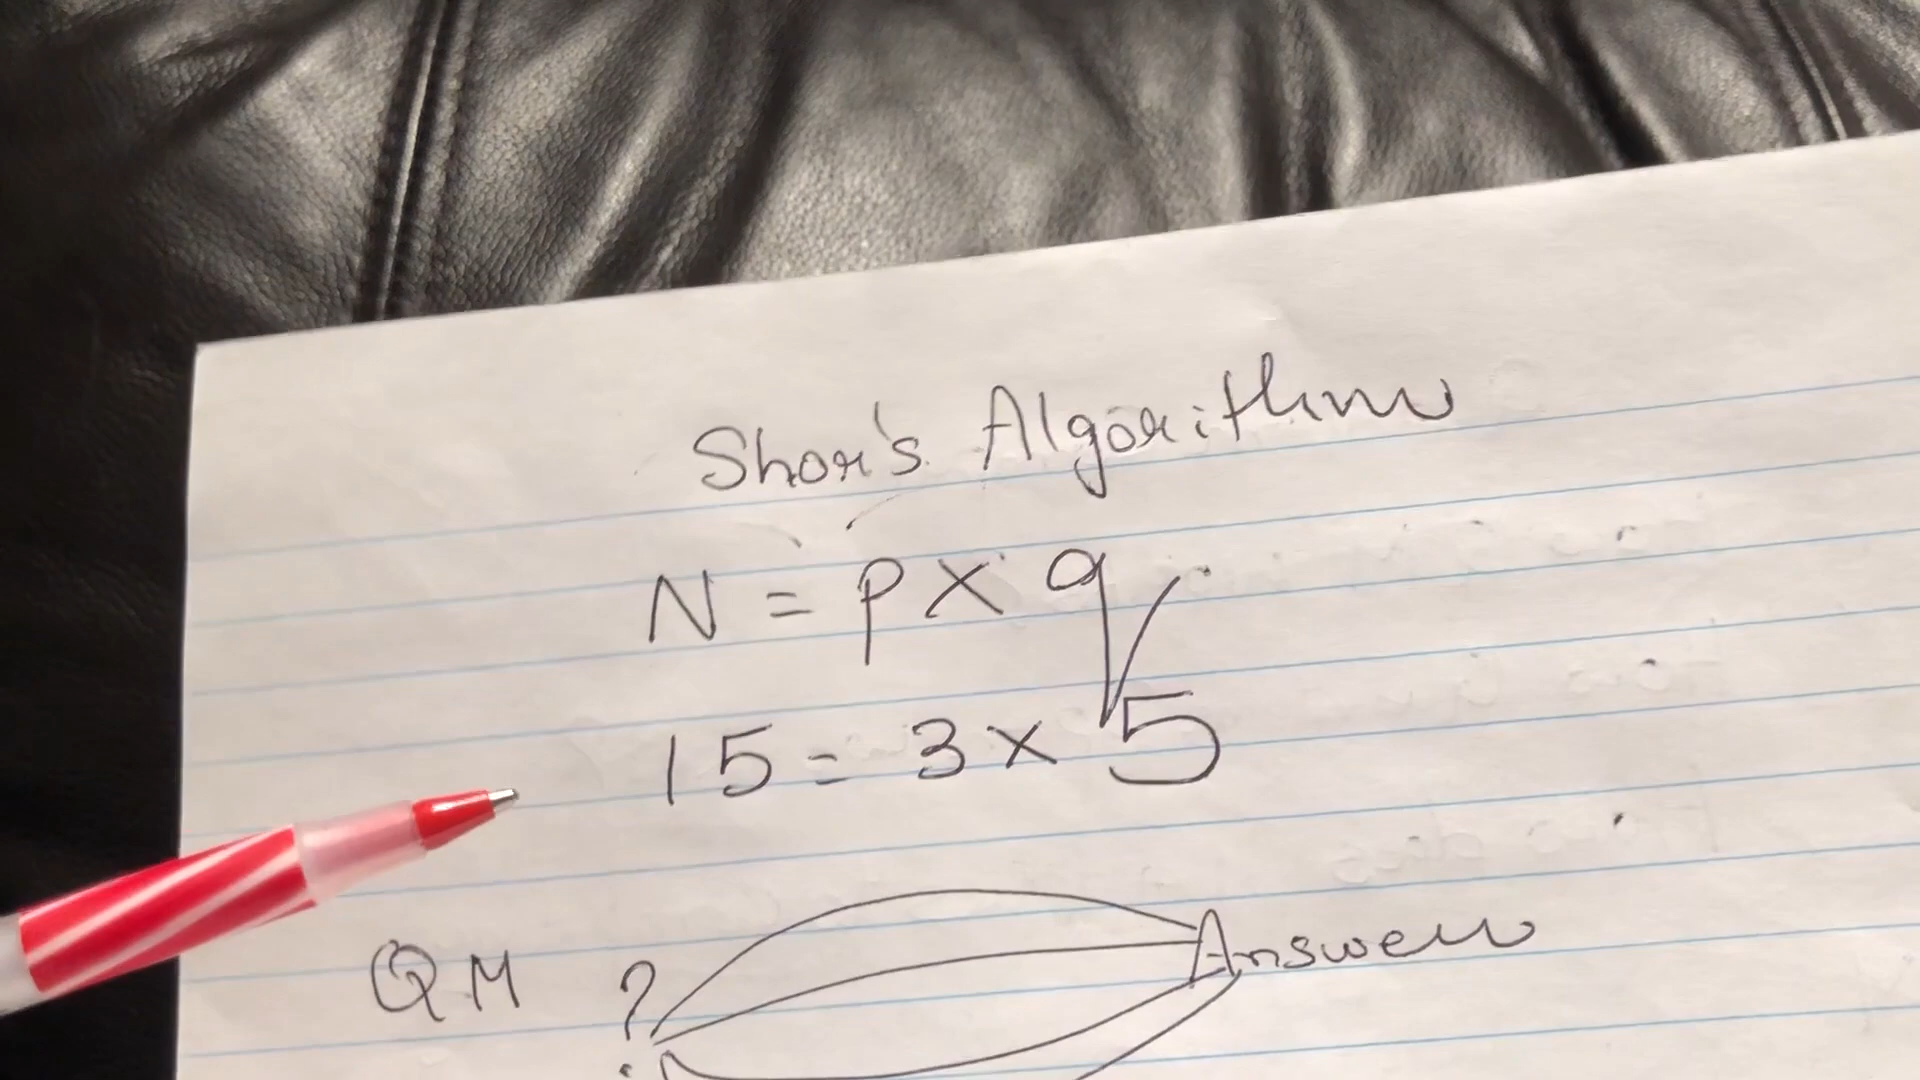 Shor's Algorithm
N = p X q
15 = 3 x 5
QM ? Answer